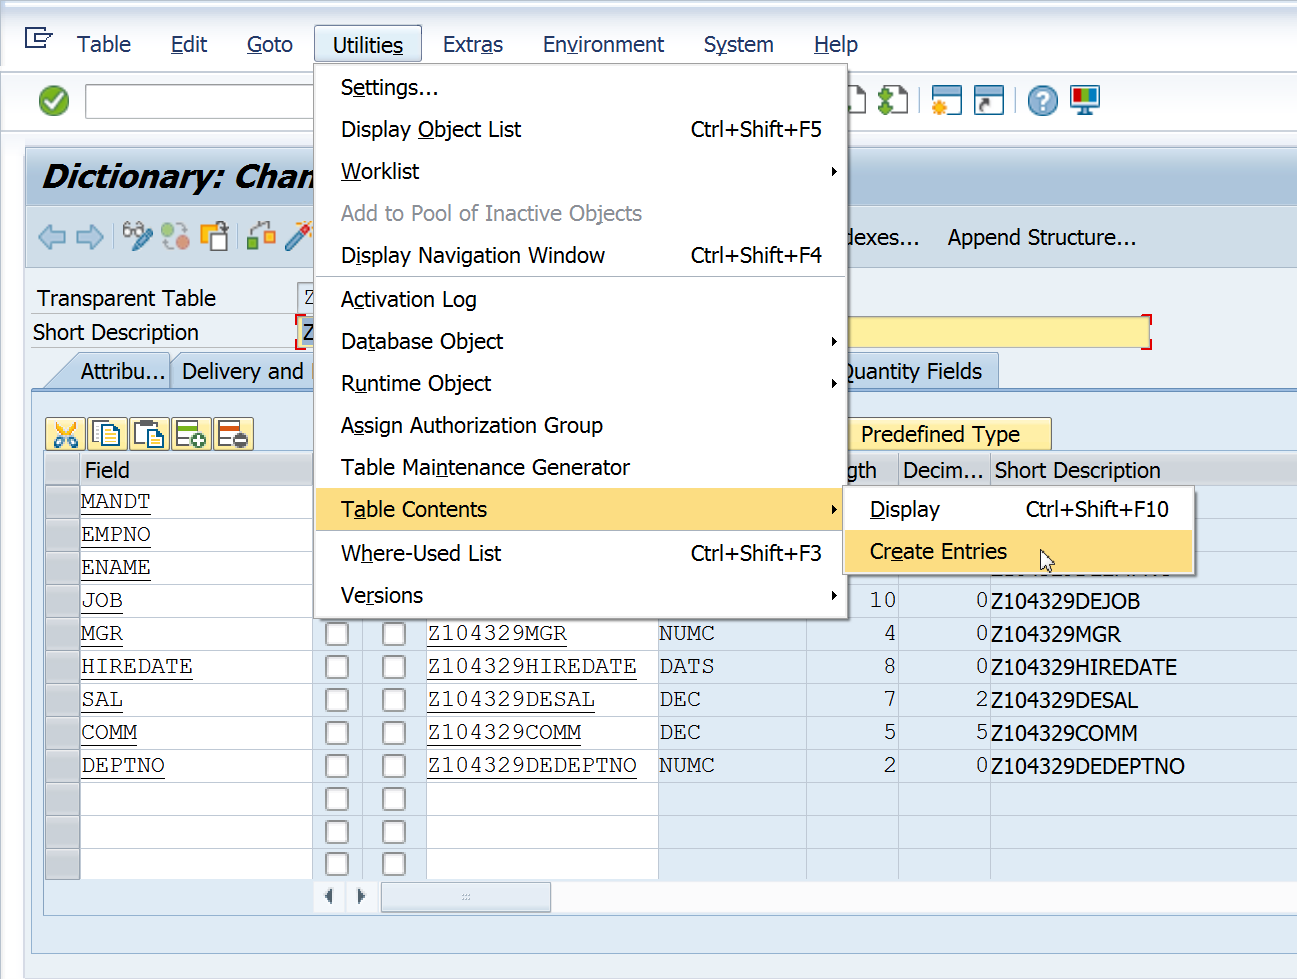 Table Edit Goto Utilities Extras Environment System Help
Settings...
Display Object List Ctrl+Shift+F5
Worklist
Add to Pool of Inactive Objects
Display Navigation Window Ctrl+Shift+F4
Activation Log
Database Object
Runtime Object
Assign Authorization Group
Table Maintenance Generator
Table Contents
Where-Used List Ctrl+Shift+F3
Versions
Display Ctrl+Shift+F10
Create Entries
Dictionary: Chan
dexes... Append Structure...
Transparent Table Z
Short Description Z
Attribu... Delivery and Quantity Fields
Predefined Type
Field gth Decim... Short Description
MANDT
EMPNO
ENAME
JOB 10 0 Z104329DEJOB
MGR Z104329MGR NUMC 4 0 Z104329MGR
HIREDATE Z104329HIREDATE DATS 8 0 Z104329HIREDATE
SAL Z104329DESAL DEC 7 2 Z104329DESAL
COMM Z104329COMM DEC 5 5 Z104329COMM
DEPTNO Z104329DEDEPTNO NUMC 2 0 Z104329DEDEPTNO